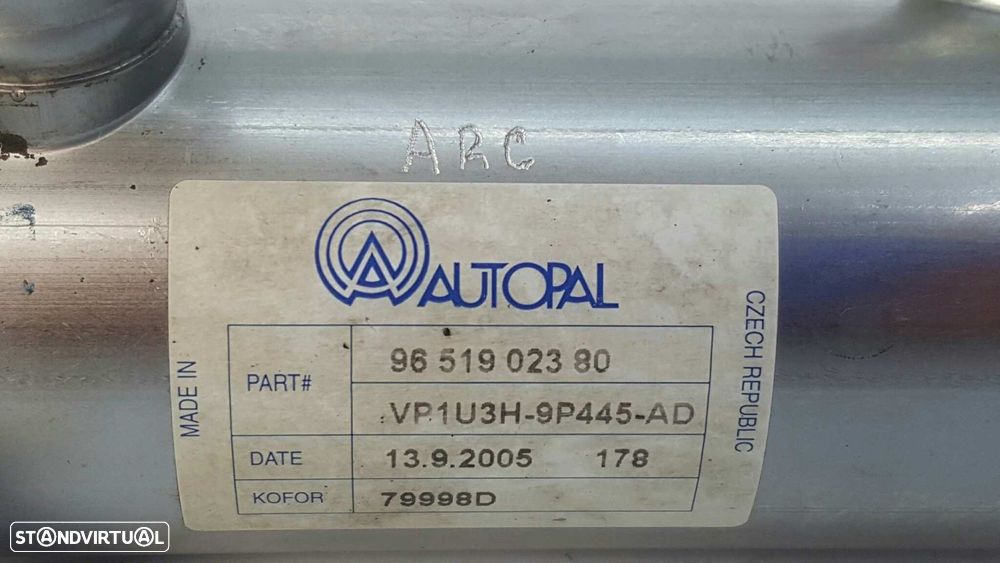 ARC
AUTOPAL
MADE IN
PART# 96 519 023 80
VP1U3H-9P445-AD
DATE 13.9.2005 178
KOFOR 79998D
CZECH REPUBLIC
STANDVIRTUAL